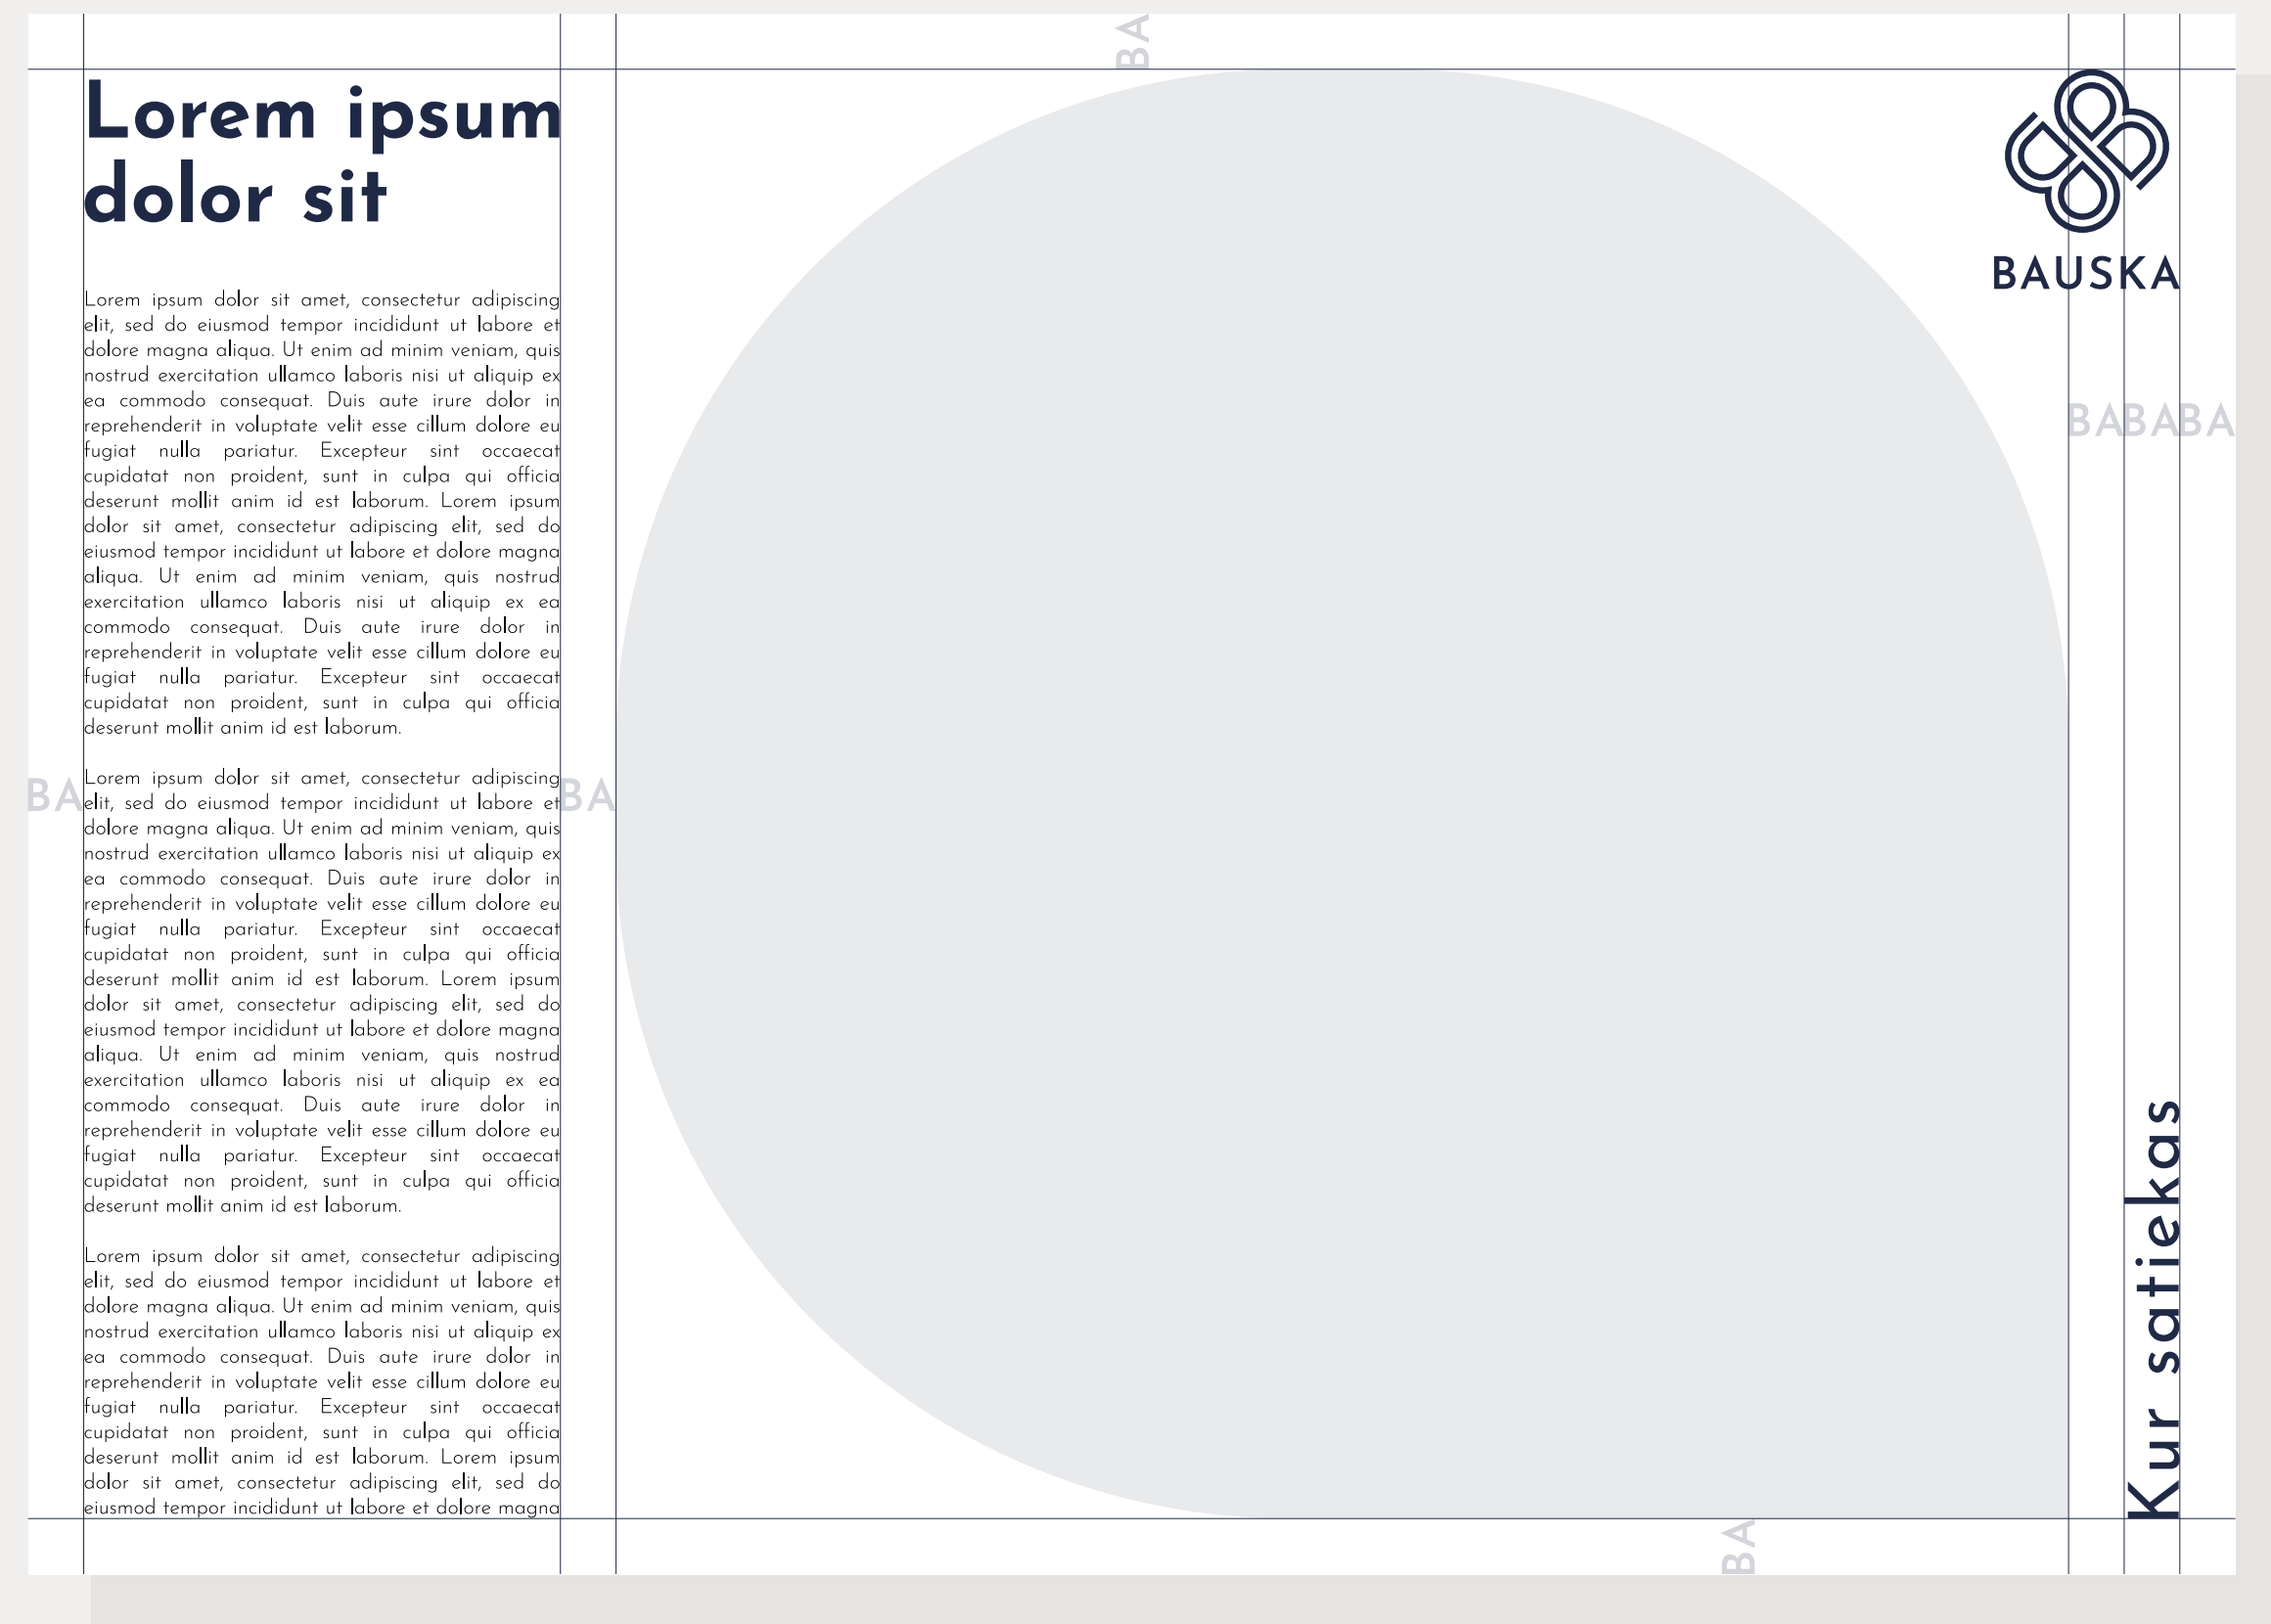 BA
Lorem ipsum
dolor sit
Lorem ipsum dolor sit amet, consectetur adipiscing
elit, sed do eiusmod tempor incididunt ut labore et
dolore magna aliqua. Ut enim ad minim veniam, quis
nostrud exercitation ullamco laboris nisi ut aliquip ex
ea commodo consequat. Duis aute irure dolor in
reprehenderit in voluptate velit esse cillum dolore eu
fugiat nulla pariatur. Excepteur sint occaecat
cupidatat non proident, sunt in culpa qui officia
deserunt mollit anim id est laborum. Lorem ipsum
dolor sit amet, consectetur adipiscing elit, sed do
eiusmod tempor incididunt ut labore et dolore magna
aliqua. Ut enim ad minim veniam, quis nostrud
exercitation ullamco laboris nisi ut aliquip ex ea
commodo consequat. Duis aute irure dolor in
reprehenderit in voluptate velit esse cillum dolore eu
fugiat nulla pariatur. Excepteur sint occaecat
cupidatat non proident, sunt in culpa qui officia
deserunt mollit anim id est laborum.
Lorem ipsum dolor sit amet, consectetur adipiscing
elit, sed do eiusmod tempor incididunt ut labore et
dolore magna aliqua. Ut enim ad minim veniam, quis
nostrud exercitation ullamco laboris nisi ut aliquip ex
ea commodo consequat. Duis aute irure dolor in
reprehenderit in voluptate velit esse cillum dolore eu
fugiat nulla pariatur. Excepteur sint occaecat
cupidatat non proident, sunt in culpa qui officia
deserunt mollit anim id est laborum. Lorem ipsum
dolor sit amet, consectetur adipiscing elit, sed do
eiusmod tempor incididunt ut labore et dolore magna
aliqua. Ut enim ad minim veniam, quis nostrud
exercitation ullamco laboris nisi ut aliquip ex ea
commodo consequat. Duis aute irure dolor in
reprehenderit in voluptate velit esse cillum dolore eu
fugiat nulla pariatur. Excepteur sint occaecat
cupidatat non proident, sunt in culpa qui officia
deserunt mollit anim id est laborum.
Lorem ipsum dolor sit amet, consectetur adipiscing
elit, sed do eiusmod tempor incididunt ut labore et
dolore magna aliqua. Ut enim ad minim veniam, quis
nostrud exercitation ullamco laboris nisi ut aliquip ex
ea commodo consequat. Duis aute irure dolor in
reprehenderit in voluptate velit esse cillum dolore eu
fugiat nulla pariatur. Excepteur sint occaecat
cupidatat non proident, sunt in culpa qui officia
deserunt mollit anim id est laborum. Lorem ipsum
dolor sit amet, consectetur adipiscing elit, sed do
eiusmod tempor incididunt ut labore et dolore magna
BA
BA
BAUSKA
BABABA
Kur satiekas
BA